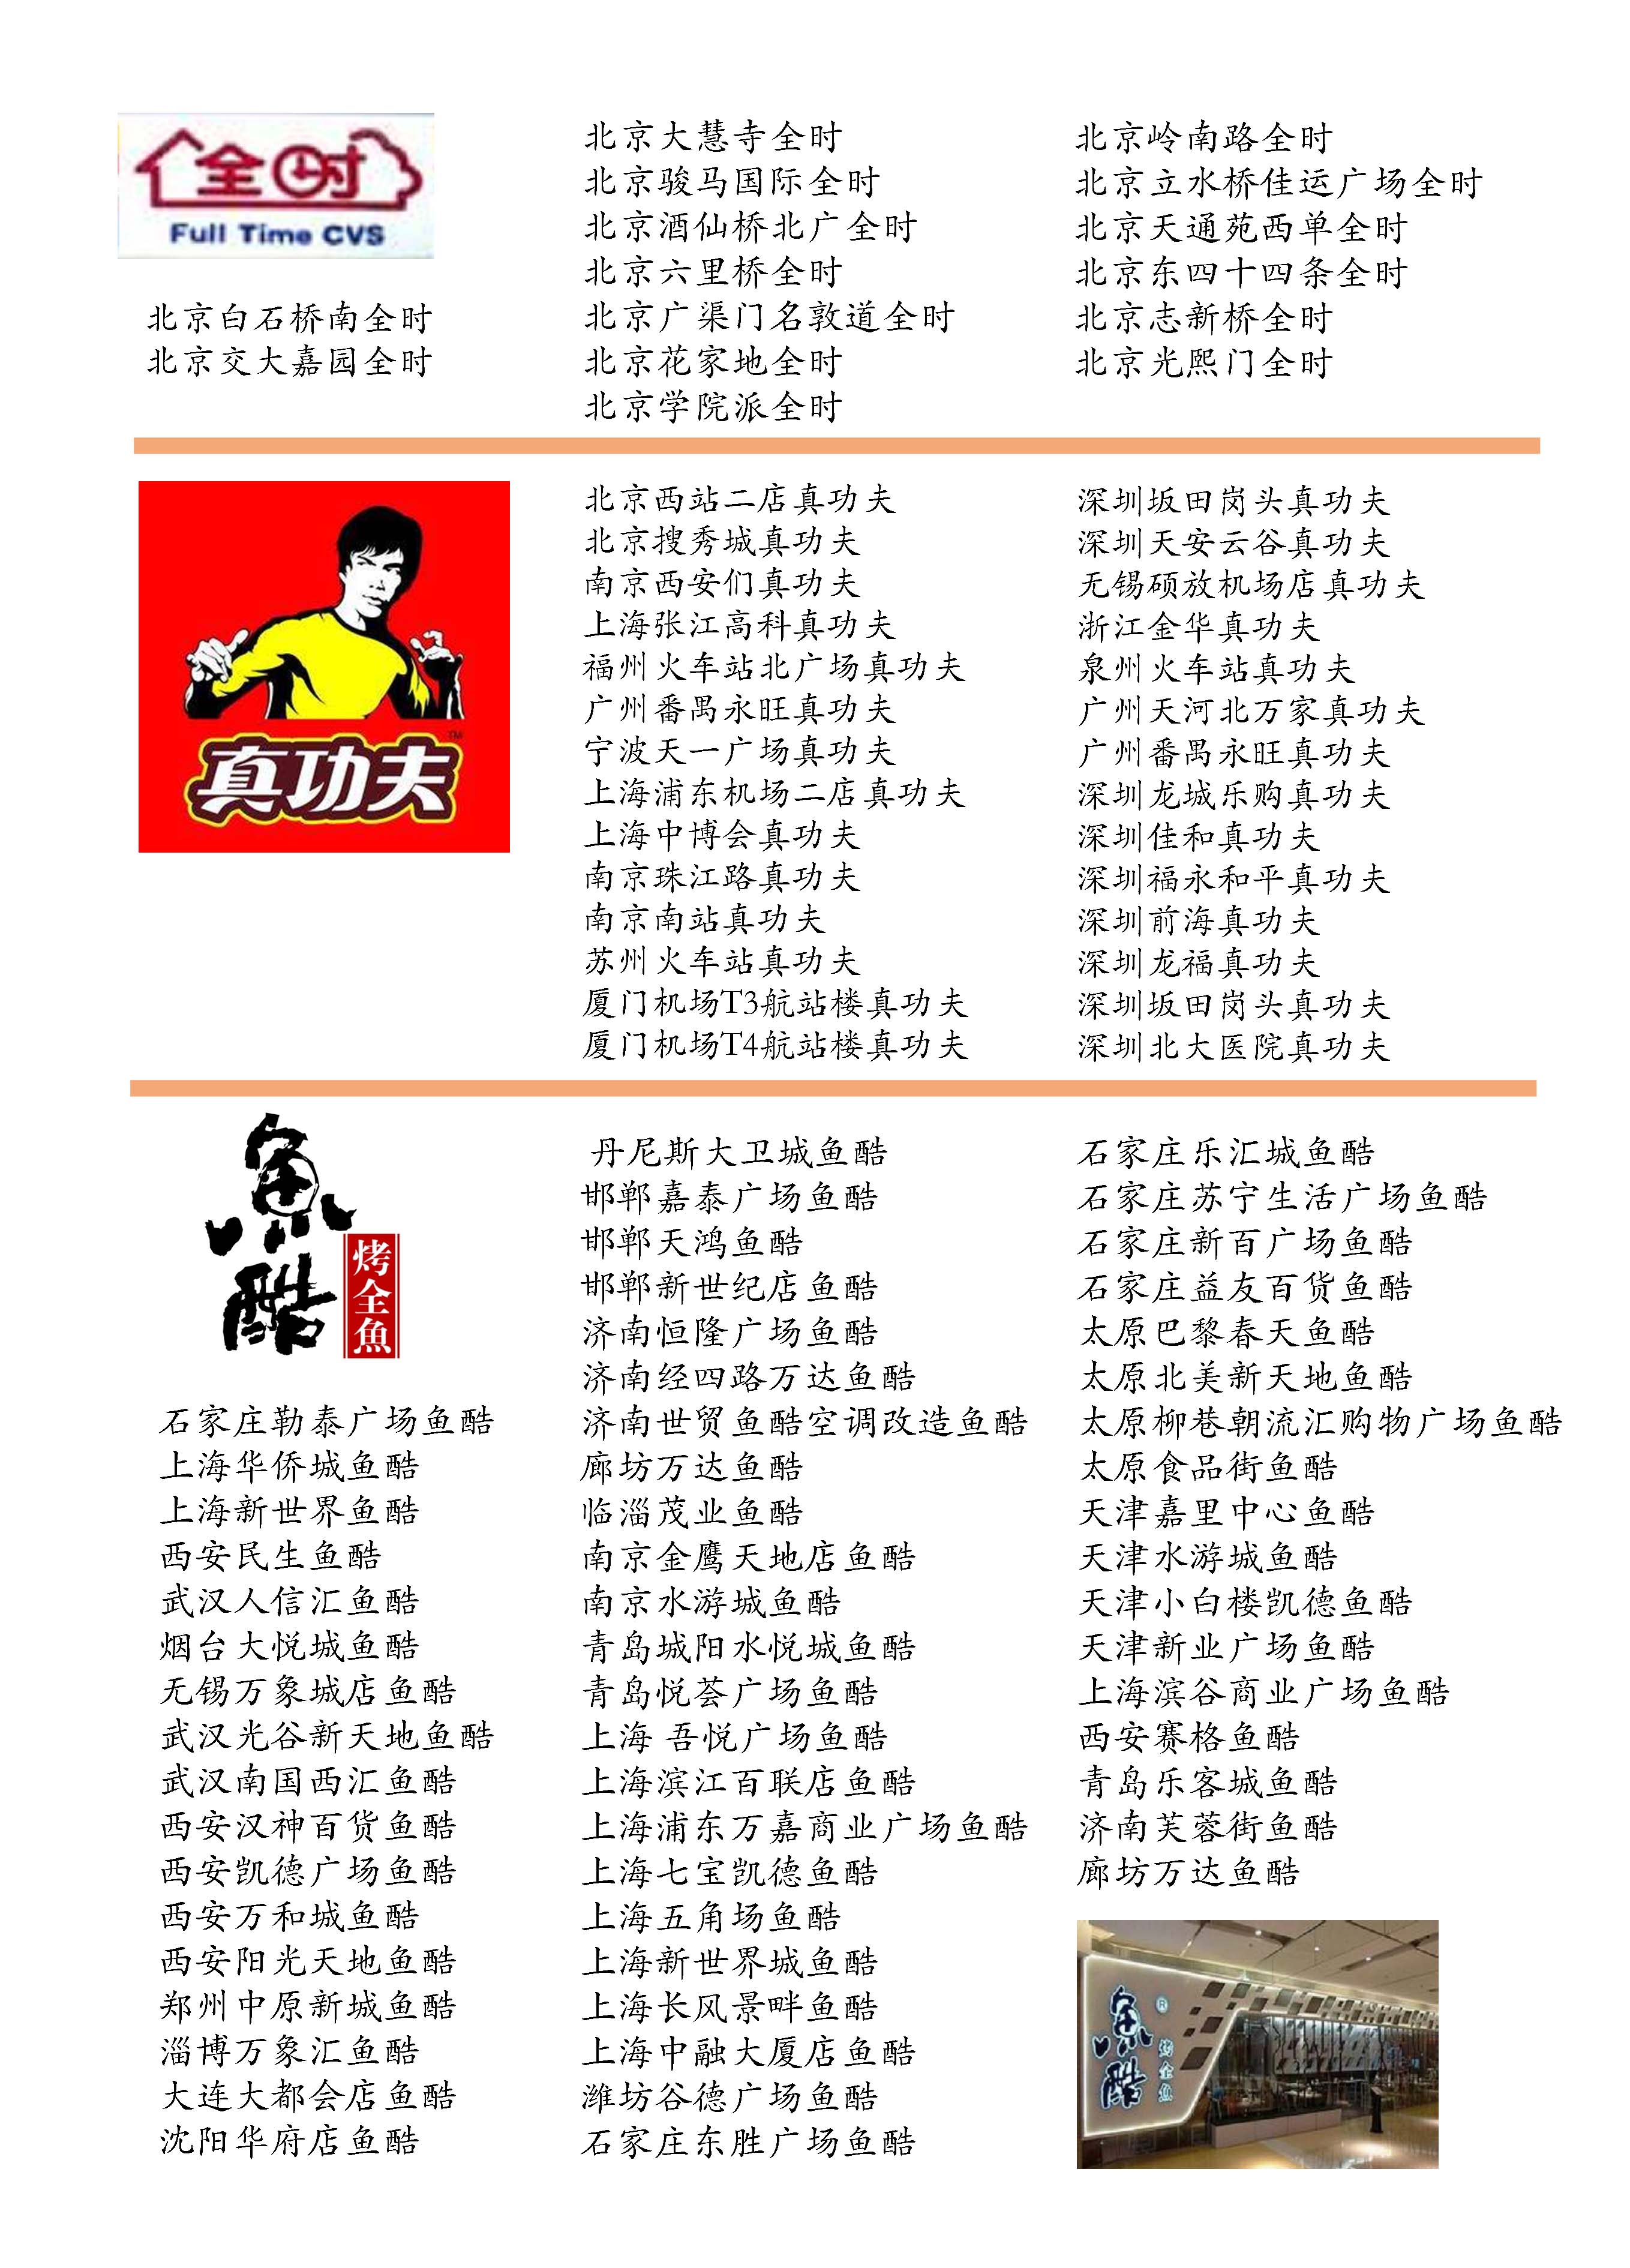 全时
Full Time CVS
北京白石桥南全时
北京交大嘉园全时
北京大慧寺全时
北京骏马国际全时
北京酒仙桥北广全时
北京六里桥全时
北京广渠门名敦道全时
北京花家地全时
北京学院派全时
北京岭南路全时
北京立水桥佳运广场全时
北京天通苑西单全时
北京东四十四条全时
北京志新桥全时
北京光熙门全时
真功夫
TM
北京西站二店真功夫
北京搜秀城真功夫
南京西安们真功夫
上海张江高科真功夫
福州火车站北广场真功夫
广州番禺永旺真功夫
宁波天一广场真功夫
上海浦东机场二店真功夫
上海中博会真功夫
南京珠江路真功夫
南京南站真功夫
苏州火车站真功夫
厦门机场T3航站楼真功夫
厦门机场T4航站楼真功夫
深圳坂田岗头真功夫
深圳天安云谷真功夫
无锡硕放机场店真功夫
浙江金华真功夫
泉州火车站真功夫
广州天河北万家真功夫
广州番禺永旺真功夫
深圳龙城乐购真功夫
深圳佳和真功夫
深圳福永和平真功夫
深圳前海真功夫
深圳龙福真功夫
深圳坂田岗头真功夫
深圳北大医院真功夫
魚酷
烤全魚
石家庄勒泰广场鱼酷
上海华侨城鱼酷
上海新世界鱼酷
西安民生鱼酷
武汉人信汇鱼酷
烟台大悦城鱼酷
无锡万象城店鱼酷
武汉光谷新天地鱼酷
武汉南国西汇鱼酷
西安汉神百货鱼酷
西安凯德广场鱼酷
西安万和城鱼酷
西安阳光天地鱼酷
郑州中原新城鱼酷
淄博万象汇鱼酷
大连大都会店鱼酷
沈阳华府店鱼酷
丹尼斯大卫城鱼酷
邯郸嘉泰广场鱼酷
邯郸天鸿鱼酷
邯郸新世纪店鱼酷
济南恒隆广场鱼酷
济南经四路万达鱼酷
济南世贸鱼酷空调改造鱼酷
廊坊万达鱼酷
临淄茂业鱼酷
南京金鹰天地店鱼酷
南京水游城鱼酷
青岛城阳水悦城鱼酷
青岛悦荟广场鱼酷
上海 吾悦广场鱼酷
上海滨江百联店鱼酷
上海浦东万嘉商业广场鱼酷
上海七宝凯德鱼酷
上海五角场鱼酷
上海新世界城鱼酷
上海长风景畔鱼酷
上海中融大厦店鱼酷
潍坊谷德广场鱼酷
石家庄东胜广场鱼酷
石家庄乐汇城鱼酷
石家庄苏宁生活广场鱼酷
石家庄新百广场鱼酷
石家庄益友百货鱼酷
太原巴黎春天鱼酷
太原北美新天地鱼酷
太原柳巷朝流汇购物广场鱼酷
太原食品街鱼酷
天津嘉里中心鱼酷
天津水游城鱼酷
天津小白楼凯德鱼酷
天津新业广场鱼酷
上海滨谷商业广场鱼酷
西安赛格鱼酷
青岛乐客城鱼酷
济南芙蓉街鱼酷
廊坊万达鱼酷
魚酷
®
烤全魚